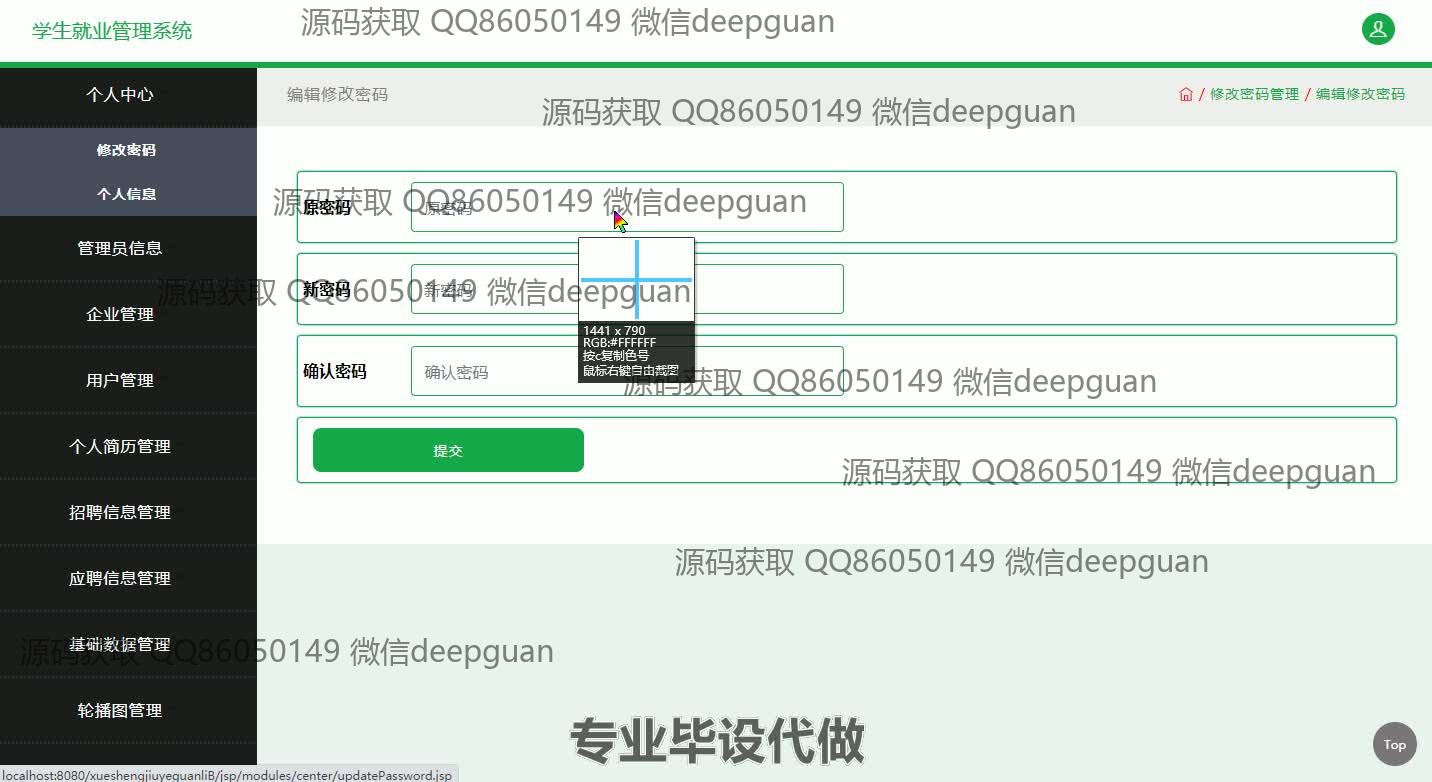 学生就业管理系统
源码获取 QQ86050149 微信deepguan
个人中心
编辑修改密码
/ 修改密码管理 / 编辑修改密码
源码获取 QQ86050149 微信deepguan
修改密码
个人信息
源码获取 QQ86050149 微信deepguan
原密码
原密码
管理员信息
源码获取 QQ86050149 微信deepguan
新密码
新密码
企业管理
1441 x 790
RGB:#FFFFFF
按c复制色号
鼠标右键自由截图
确认密码
确认密码
用户管理
源码获取 QQ86050149 微信deepguan
个人简历管理
提交
源码获取 QQ86050149 微信deepguan
招聘信息管理
源码获取 QQ86050149 微信deepguan
应聘信息管理
基础数据管理
源码获取 QQ86050149 微信deepguan
轮播图管理
专业毕设代做
Top
localhost:8080/xueshengjiuyeguanliB/jsp/modules/center/updatePassword.jsp